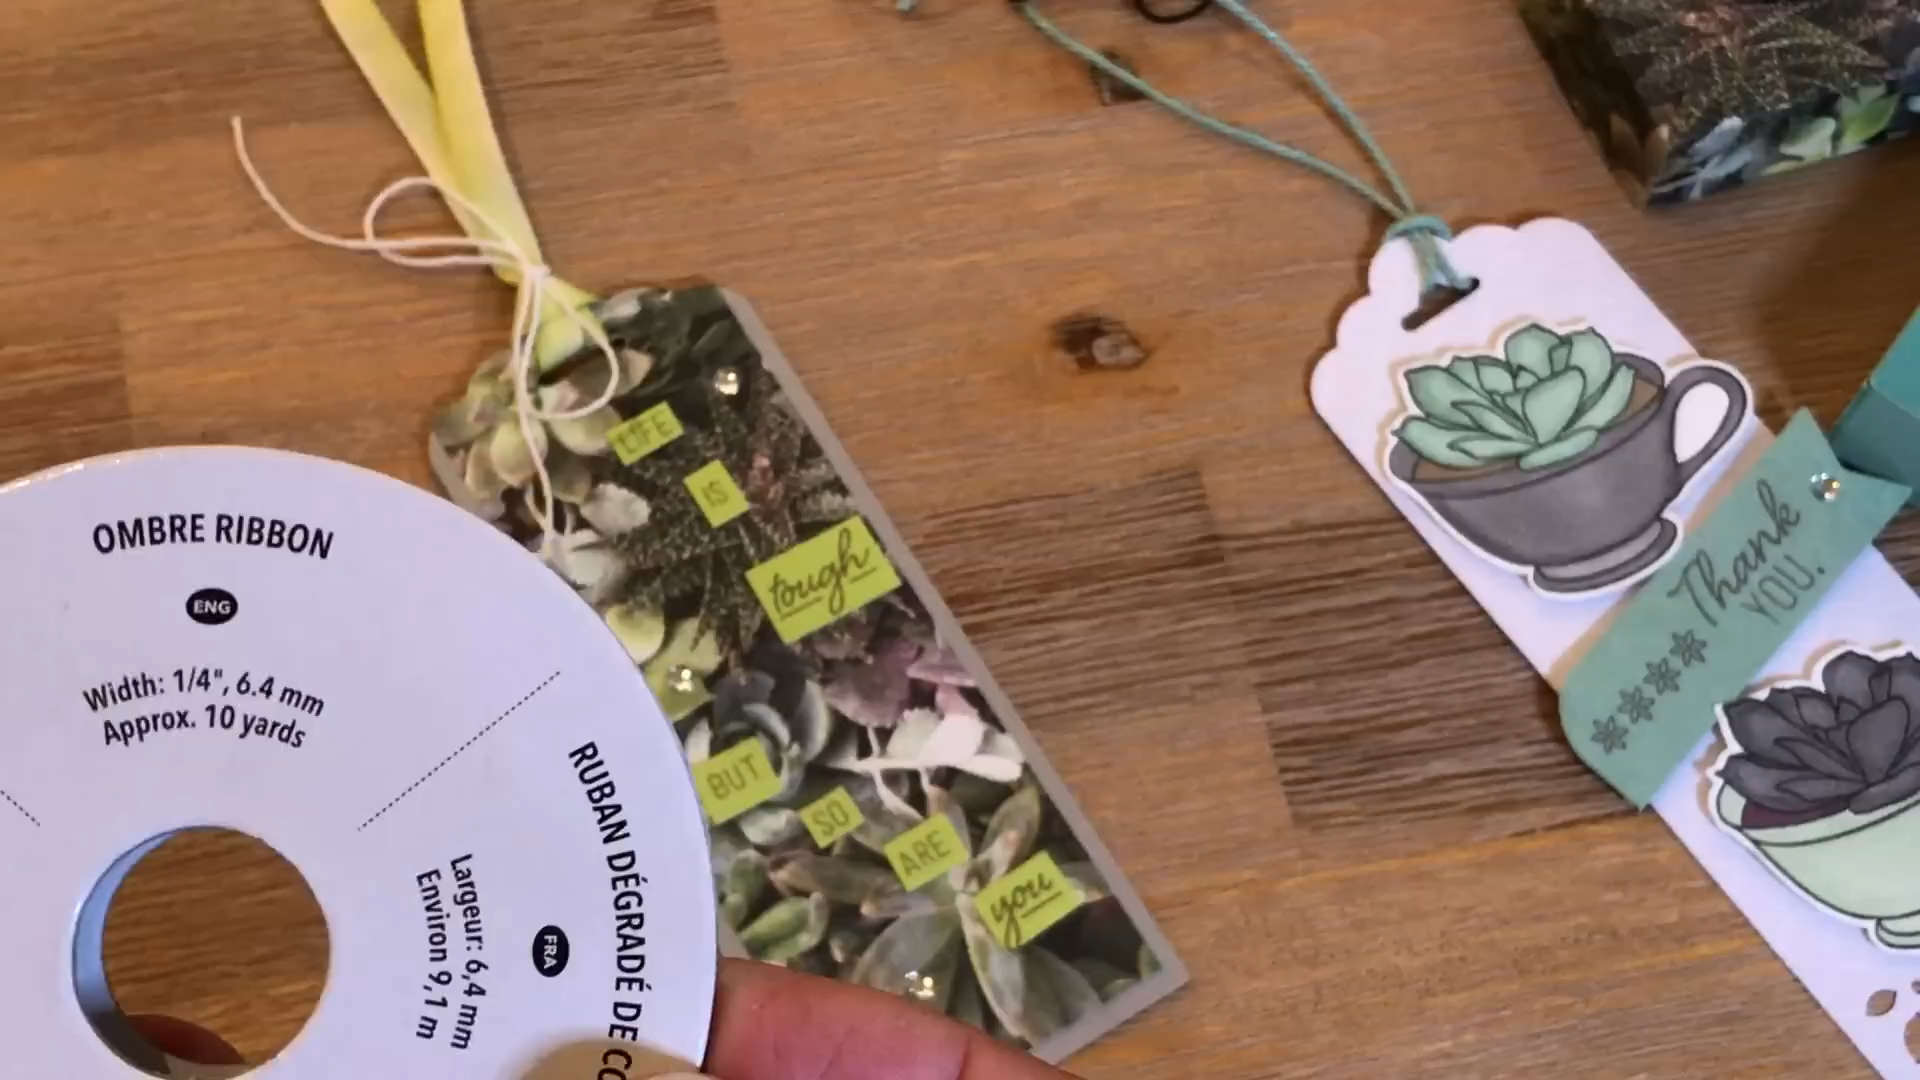 OMBRE RIBBON
ENG
Width: 1/4", 6.4 mm
Approx. 10 yards
RUBAN DÉGRADÉ DE
FRA
Largeur: 6,4 mm
Environ 9,1 m
LIFE
IS
tough
BUT
SO
ARE
you
Thank
YOU.